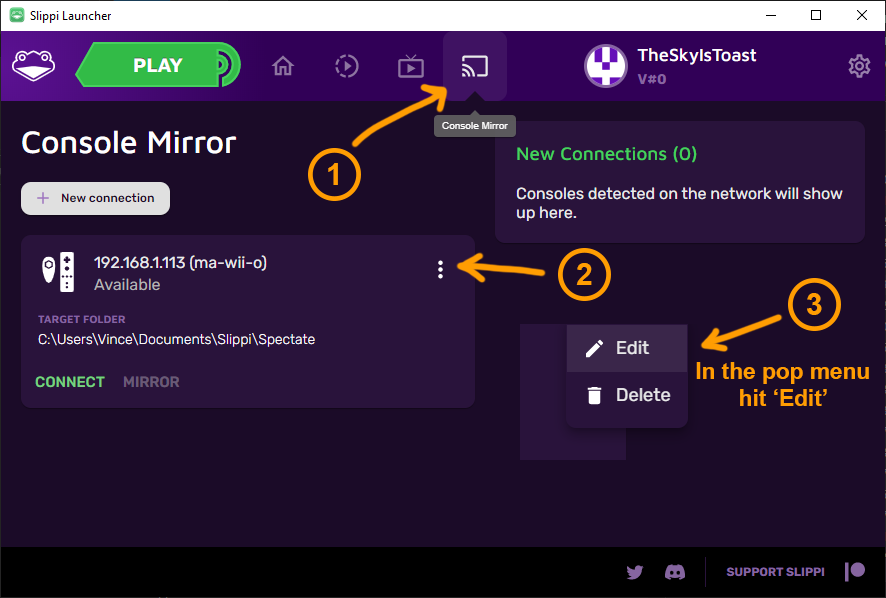 Slippi Launcher
PLAY
TheSkyIsToast
V#0
Console Mirror
1
Console Mirror
New connection
New Connections (0)
Consoles detected on the network will show
up here.
192.168.1.113 (ma-wii-o)
Available
2
TARGET FOLDER
C:\Users\Vince\Documents\Slippi\Spectate
CONNECT
MIRROR
3
Edit
Delete
In the pop menu
hit ‘Edit’
SUPPORT SLIPPI